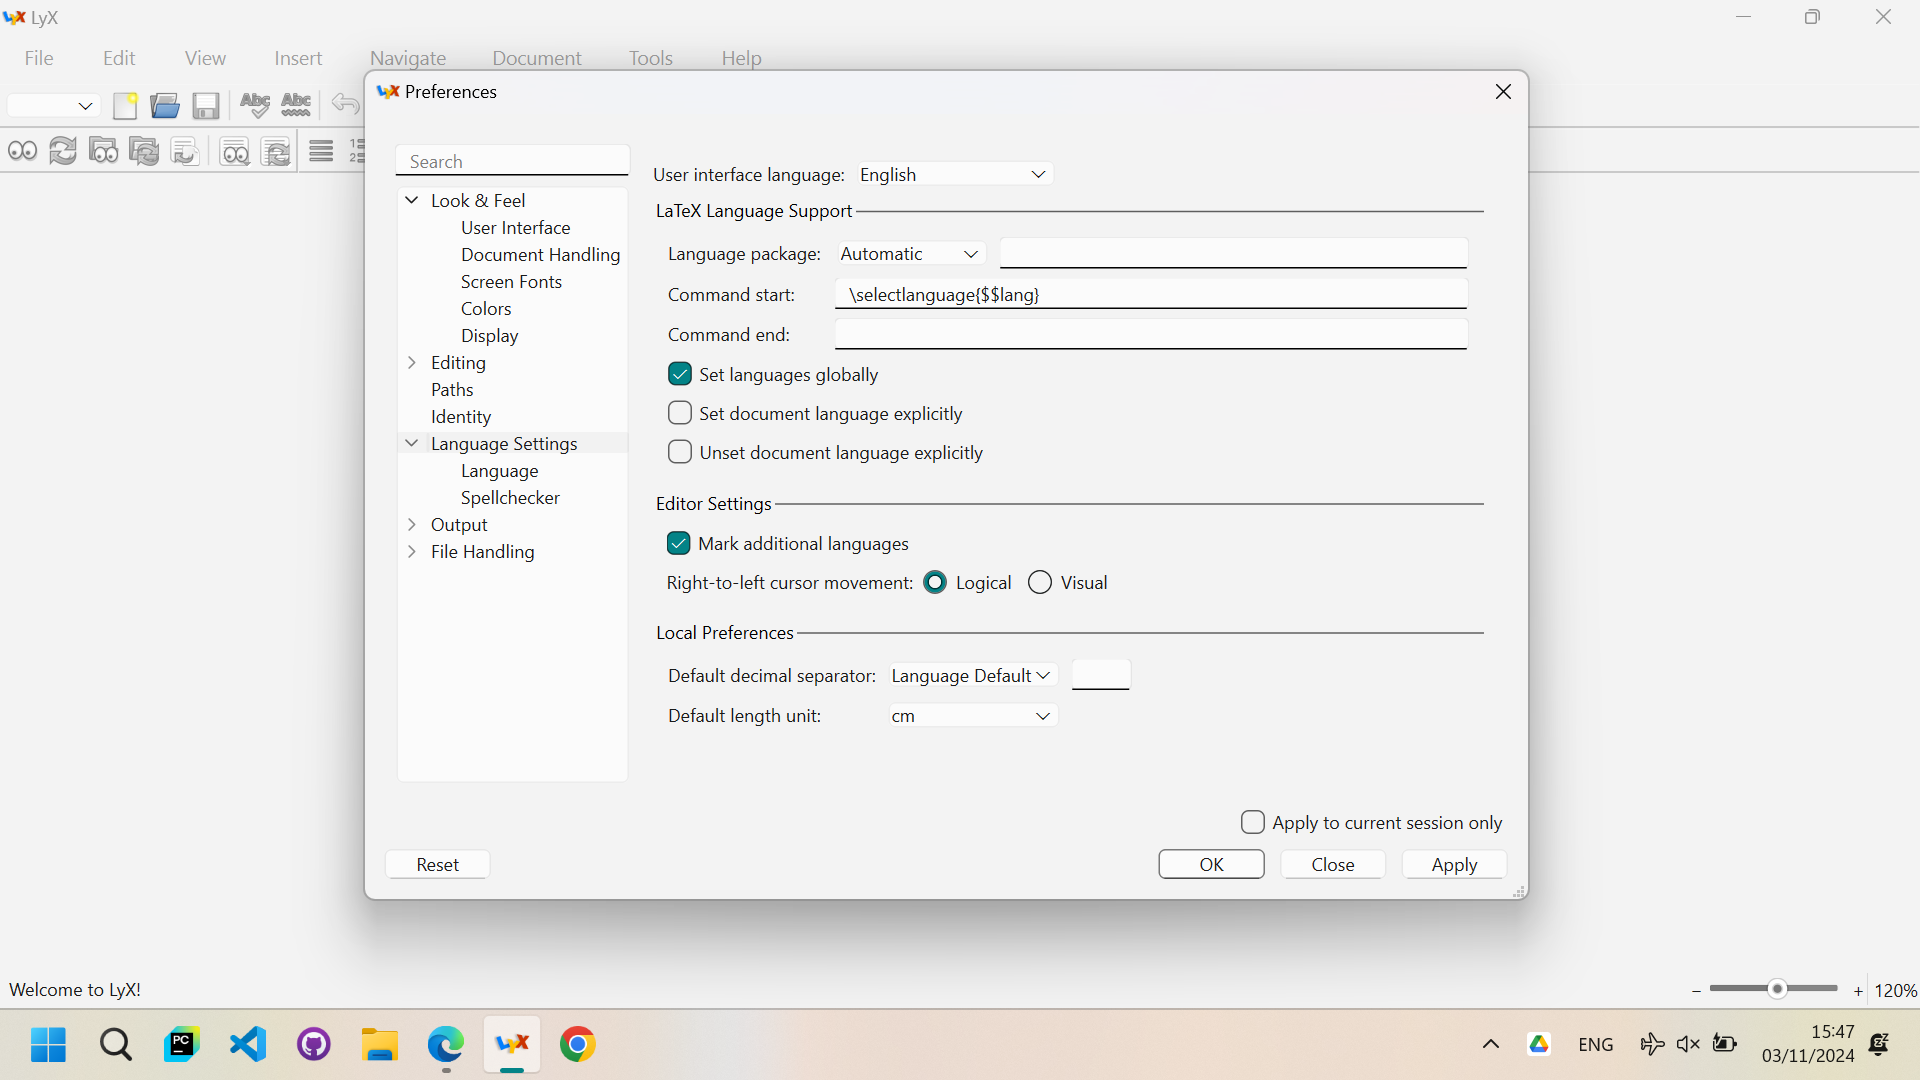 LyX
File Edit View Insert Navigate Document Tools Help
Preferences
Search
Look & Feel
User Interface
Document Handling
Screen Fonts
Colors
Display
Editing
Paths
Identity
Language Settings
Language
Spellchecker
Output
File Handling
User interface language: English
LaTeX Language Support
Language package: Automatic
Command start: \selectlanguage{$$lang}
Command end:
Set languages globally
Set document language explicitly
Unset document language explicitly
Editor Settings
Mark additional languages
Right-to-left cursor movement: Logical Visual
Local Preferences
Default decimal separator: Language Default
Default length unit: cm
Apply to current session only
Reset OK Close Apply
Welcome to LyX!
120%
ENG
15:47
03/11/2024